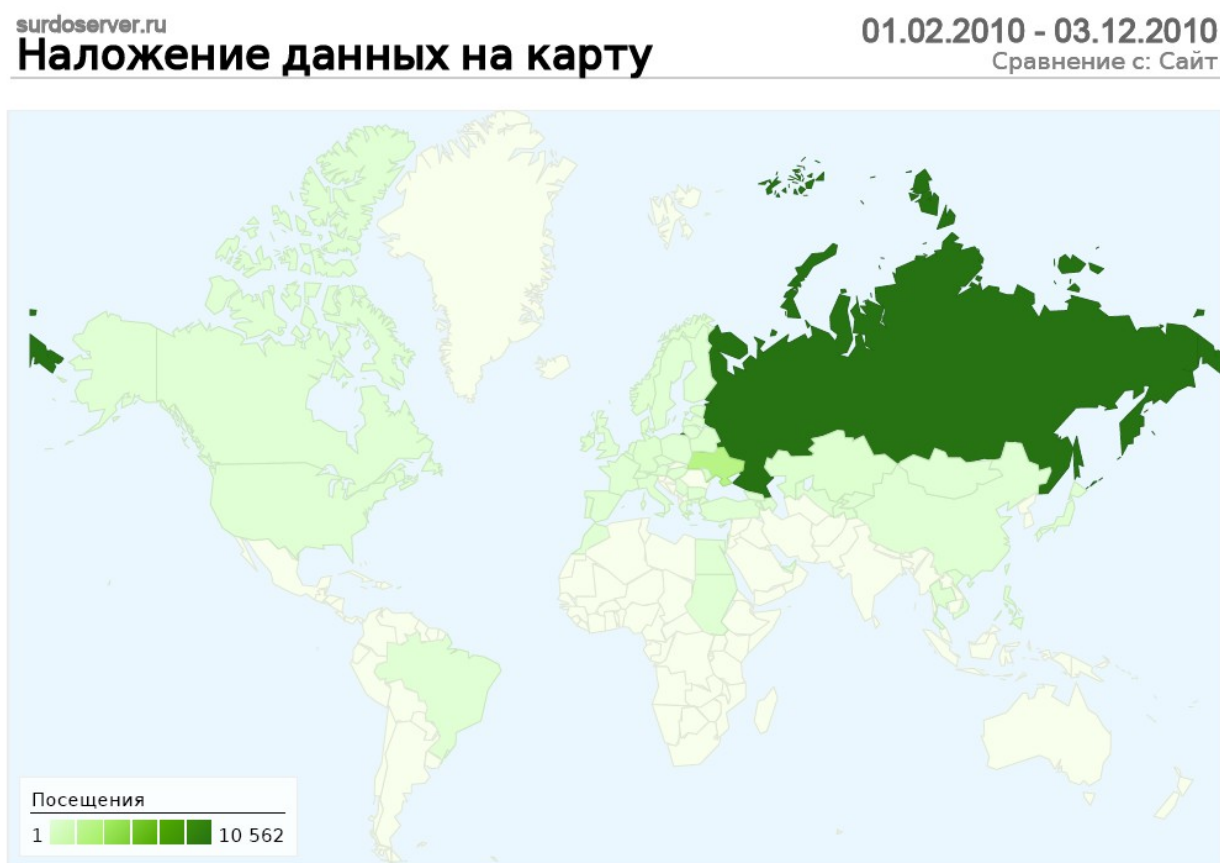 surdoserver.ru
Наложение данных на карту
01.02.2010 - 03.12.2010
Сравнение с: Сайт
Посещения
1 10 562